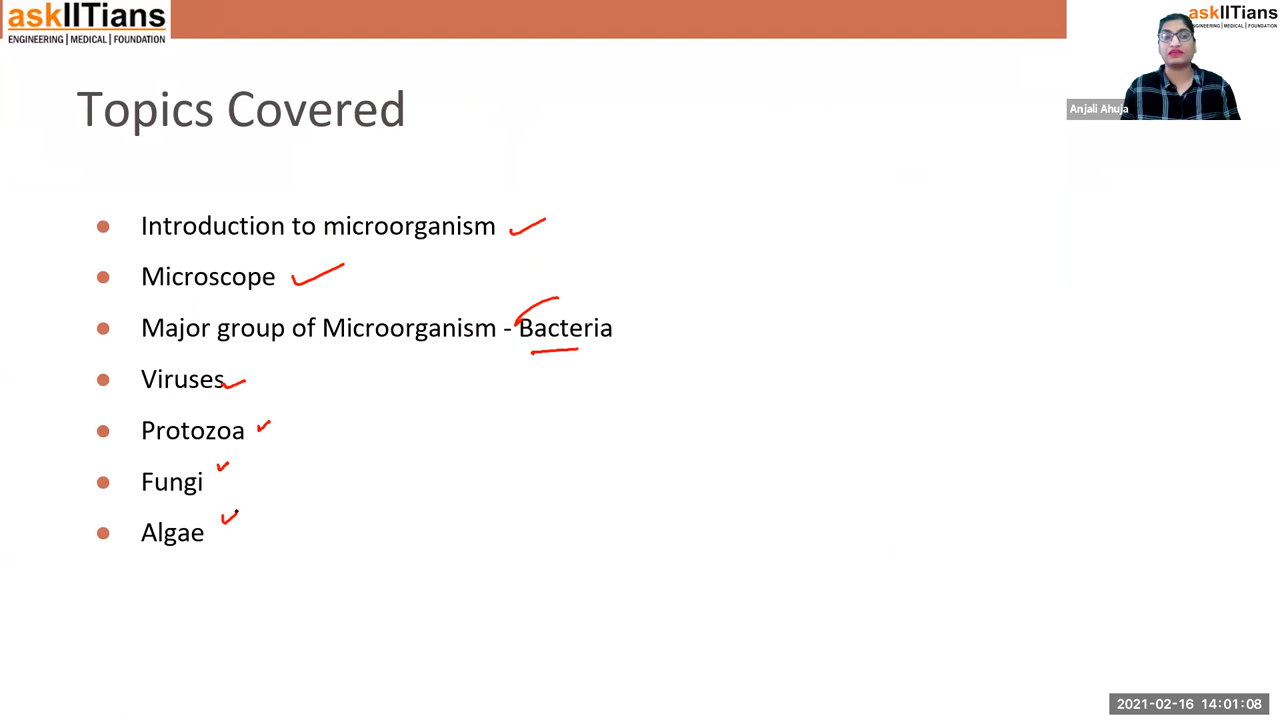 askIITians
ENGINEERING | MEDICAL | FOUNDATION
askIITians
ENGINEERING | MEDICAL | FOUNDATION
Anjali Ahuja
Topics Covered
Introduction to microorganism
Microscope
Major group of Microorganism - Bacteria
Viruses
Protozoa
Fungi
Algae
2021-02-16 14:01:08